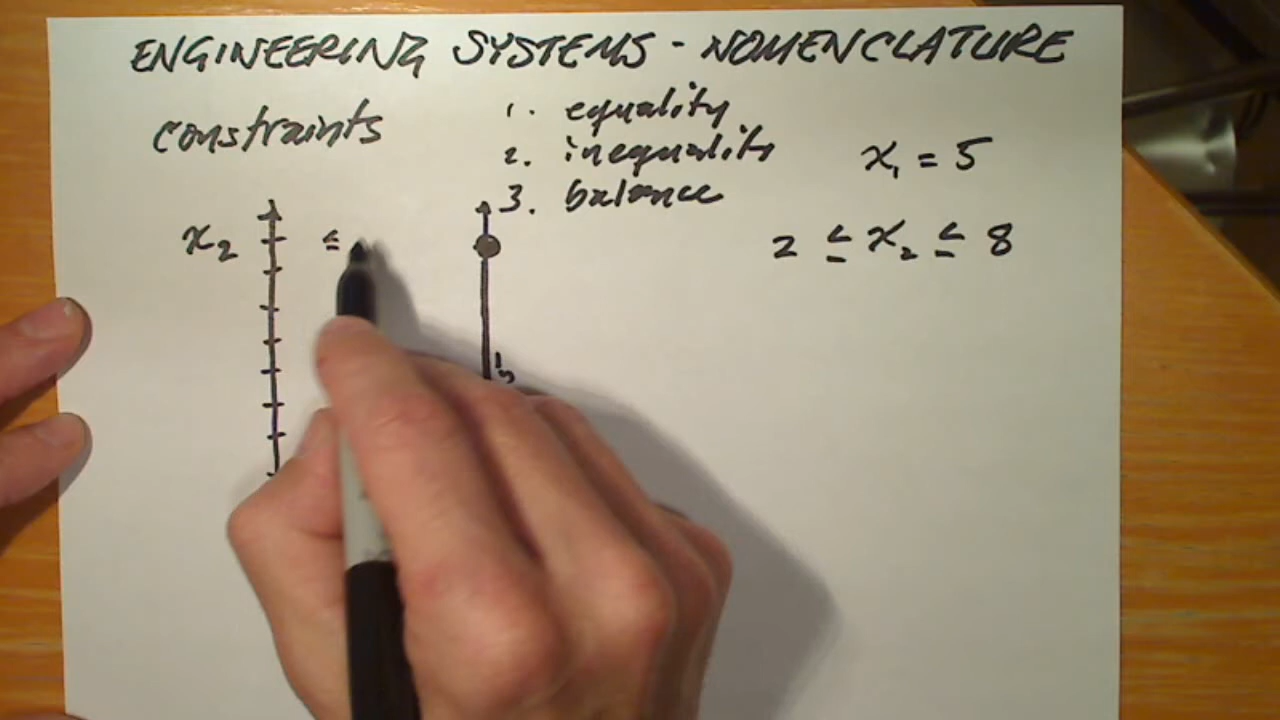 ENGINEERING SYSTEMS - NOMENCLATURE
constraints
1. equality
2. inequality
3. balance
x₁ = 5
x₂
≤
2 ≤ x₂ ≤ 8